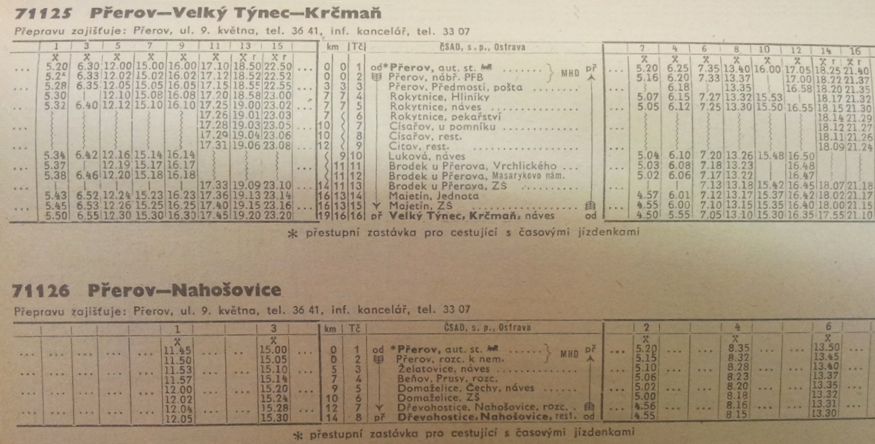 71125 Přerov—Velký Týnec—Krčmaň
Přepravu zajišťuje: Přerov, ul. 9. května, tel. 36 41, inf. kancelář, tel. 33 07
1 3 5 7 9 11 13 15 km Tč ČSAD, s. p., Ostrava 2 4 6 8 10 12 14 16
5.20 6.30 12.00 15.00 16.00 17.10 18.50 22.50 ... 0 0 1 od *Přerov, aut. st. MHD př ... 5.20 6.25 7.35 13.40 16.00 17.05 18.25 21.40
6.33 12.02 15.02 16.02 17.12 18.52 22.52 0 0 2 Přerov, nábř. PFB 5.16 6.20 7.33 13.37 17.00 18.22 21.37
5.28 6.35 12.05 15.05 16.05 17.15 18.55 22.55 3 3 3 Přerov, Předmostí, pošta 6.18 13.35 16.58 18.20 21.35
5.30 12.10 15.08 16.08 17.20 18.58 23.00 7 7 4 Rokytnice, Hliníky 5.07 6.15 7.27 13.32 15.53 18.17 21.32
5.32 6.40 12.12 15.10 16.10 17.25 19.00 23.02 7 7 5 Rokytnice, náves 5.05 6.12 7.25 13.30 15.50 16.55 18.15 21.30
17.26 19.01 23.03 7 6 Rokytnice, pekařství 18.14 21.29
17.28 19.03 23.05 10 7 Císařov, u pomníku 18.12 21.27
17.29 19.04 23.06 10 8 Císařov, rest. 18.11 21.26
17.31 19.06 23.08 12 9 Citov, rest. 18.09 21.24
5.34 6.42 12.16 15.14 16.14 9 10 Luková, náves 5.04 6.10 7.20 13.26 15.48 16.50
5.37 12.19 15.17 16.17 11 11 Brodek u Přerova, Vrchlického 5.03 6.08 7.18 13.23 16.48
5.38 6.46 12.20 15.18 16.18 11 12 Brodek u Přerova, Masarykovo nám. 5.02 6.06 7.17 13.22 16.47
17.33 19.09 23.10 14 11 13 Brodek u Přerova, ZŠ 7.13 13.18 15.42 16.45 18.07 21.18
5.43 6.52 12.24 15.23 16.23 17.36 19.13 23.14 16 13 14 Majetín, Jednota 4.57 6.01 7.12 13.17 15.37 16.42 18.02 21.17
5.45 6.53 12.26 15.25 16.25 17.40 19.15 23.16 16 13 15 Majetín, ZŠ 4.55 6.00 7.10 13.15 15.35 16.40 18.00 21.15
5.50 6.55 12.30 15.30 16.30 17.45 19.20 23.20 19 16 16 př Velký Týnec, Krčmaň, náves od 4.50 5.55 7.05 13.10 15.30 16.35 17.55 21.10
* přestupní zastávka pro cestující s časovými jízdenkami
71126 Přerov—Nahošovice
Přepravu zajišťuje: Přerov, ul. 9. května, tel. 36 41, inf. kancelář, tel. 33 07
1 3 km Tč ČSAD, s. p., Ostrava 2 4 6
... 11.45 ... 15.00 0 1 od *Přerov, aut. st. MHD př ... 5.20 ... 8.35 ... 13.50
11.50 15.05 0 2 Přerov, rozc. k nem. 5.15 8.32 13.45
11.53 15.10 5 3 Želatovice, náves 5.10 8.28 13.40
11.57 15.14 7 4 Beňov, Prusy, rozc. 5.06 8.23 13.37
12.00 15.20 9 5 Domaželice, Čechy, náves 5.02 8.20 13.35
12.02 15.24 10 6 Domaželice, ZŠ 5.00 8.18 13.32
12.04 15.28 12 7 Dřevohostice, Nahošovice, rozc. 4.56 8.16 13.31
12.05 15.30 14 8 př Dřevohostice, Nahošovice, rest. od 4.55 8.15 13.30
* přestupní zastávka pro cestující s časovými jízdenkami